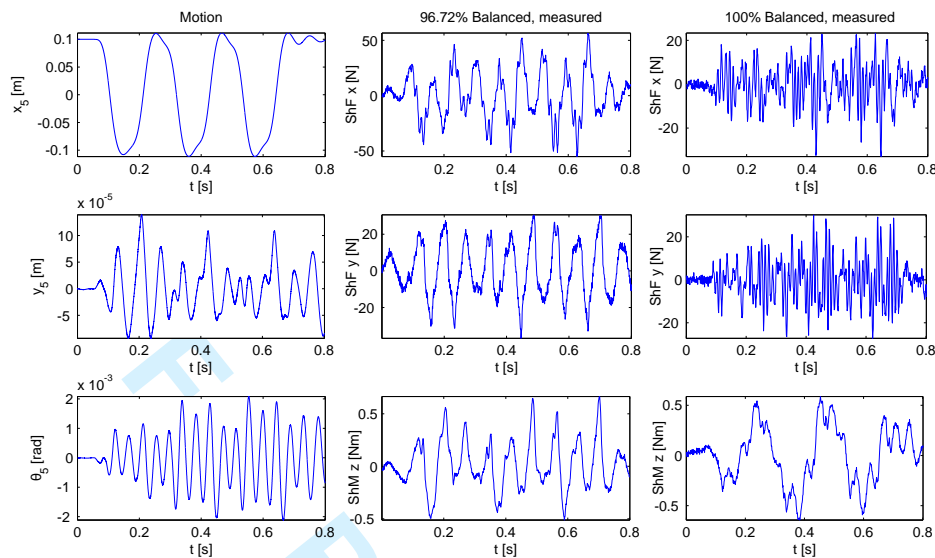 Motion
96.72% Balanced, measured
100% Balanced, measured
0.1
0.05
0
-0.05
-0.1
x5 [m]
0 0.2 0.4 0.6 0.8
t [s]
50
0
-50
ShF x [N]
0 0.2 0.4 0.6 0.8
t [s]
20
0
-20
ShF x [N]
0 0.2 0.4 0.6 0.8
t [s]
x 10-5
10
5
0
-5
y5 [m]
0 0.2 0.4 0.6 0.8
t [s]
20
0
-20
ShF y [N]
0 0.2 0.4 0.6 0.8
t [s]
20
0
-20
ShF y [N]
0 0.2 0.4 0.6 0.8
t [s]
x 10-3
2
1
0
-1
-2
θ5 [rad]
0 0.2 0.4 0.6 0.8
t [s]
0.5
0
-0.5
ShM z [Nm]
0 0.2 0.4 0.6 0.8
t [s]
0.5
0
-0.5
ShM z [Nm]
0 0.2 0.4 0.6 0.8
t [s]